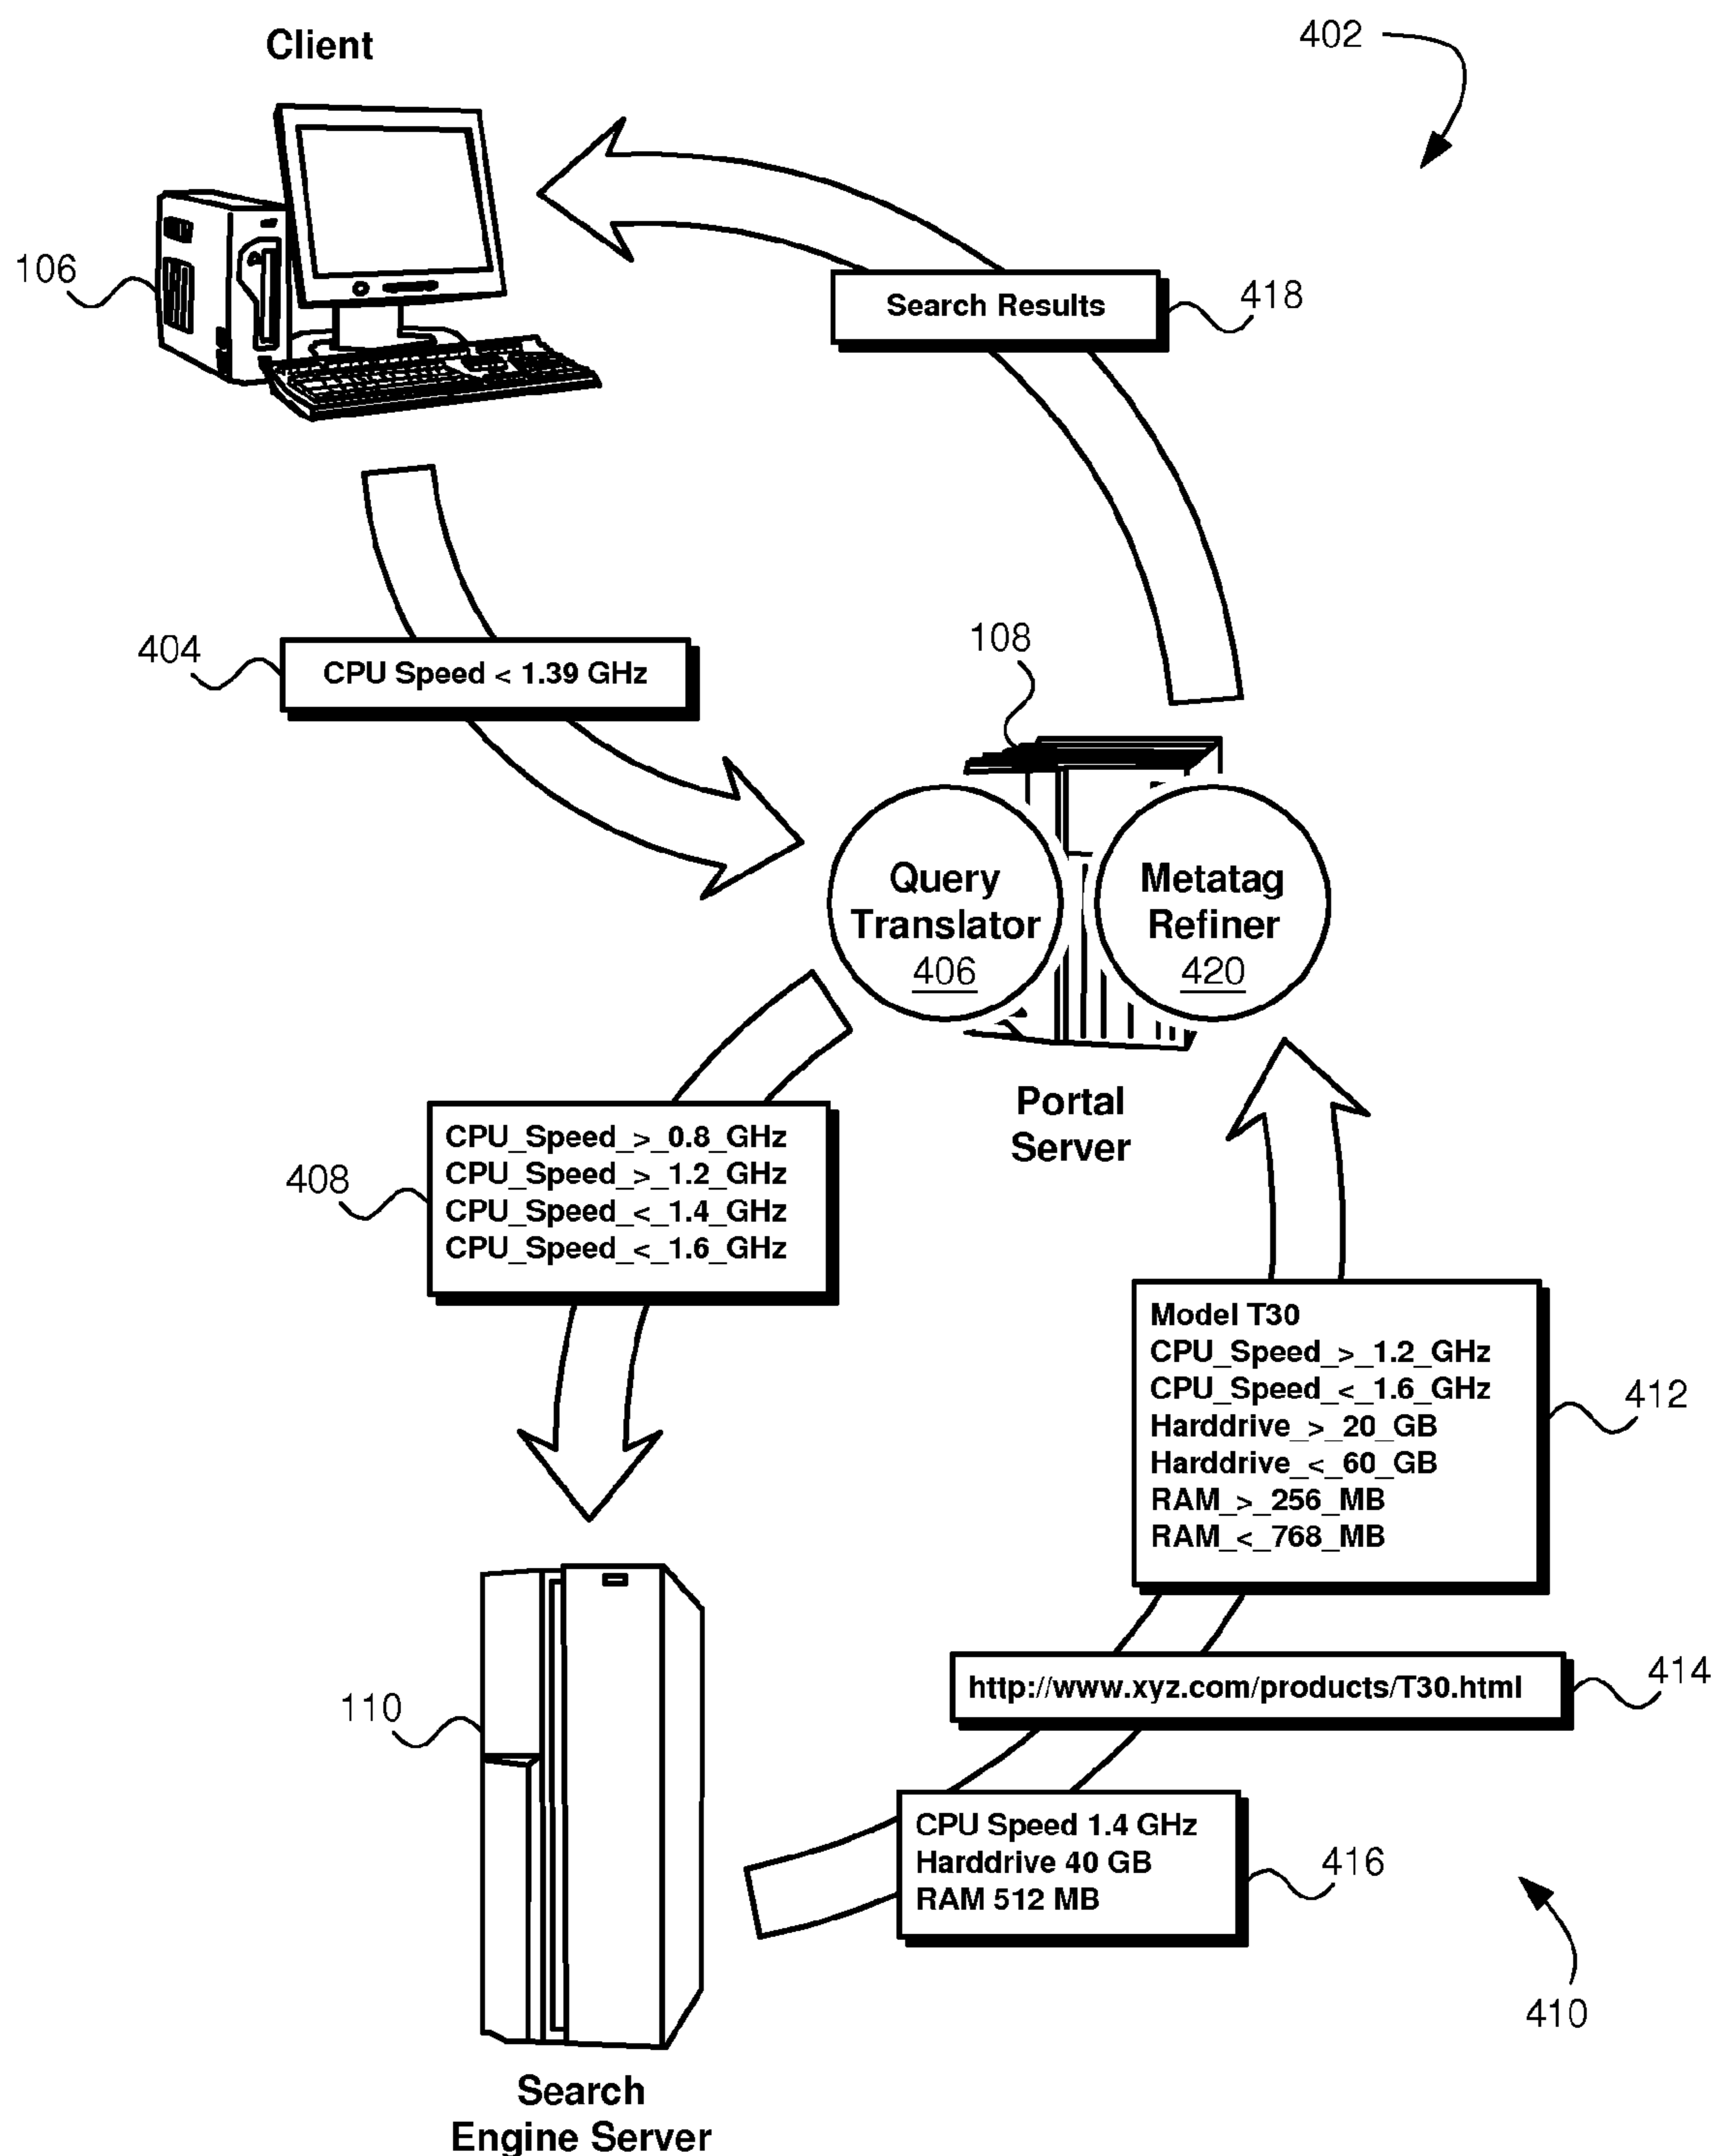 Client
402
106
Search Results
418
404
CPU Speed < 1.39 GHz
108
Query
Translator
406
Metatag
Refiner
420
Portal
Server
408
CPU_Speed_>_0.8_GHz
CPU_Speed_>_1.2_GHz
CPU_Speed_<_1.4_GHz
CPU_Speed_<_1.6_GHz
Model T30
CPU_Speed_>_1.2_GHz
CPU_Speed_<_1.6_GHz
Harddrive_>_20_GB
Harddrive_<_60_GB
RAM_>_256_MB
RAM_<_768_MB
412
http://www.xyz.com/products/T30.html
414
110
CPU Speed 1.4 GHz
Harddrive 40 GB
RAM 512 MB
416
410
Search
Engine Server